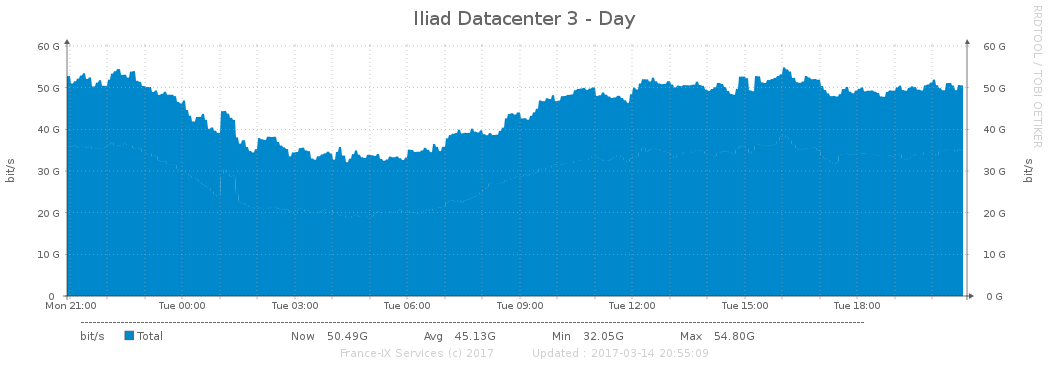 Iliad Datacenter 3 - Day
RRDTOOL / TOBI OETIKER
bit/s
60 G
50 G
40 G
30 G
20 G
10 G
0
60 G
50 G
40 G
30 G
20 G
10 G
0 G
bit/s
Mon 21:00 Tue 00:00 Tue 03:00 Tue 06:00 Tue 09:00 Tue 12:00 Tue 15:00 Tue 18:00
bit/s Total Now 50.49G Avg 45.13G Min 32.05G Max 54.80G
France-IX Services (c) 2017 Updated : 2017-03-14 20:55:09